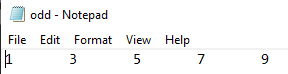 odd - Notepad
File Edit Format View Help
1 3 5 7 9